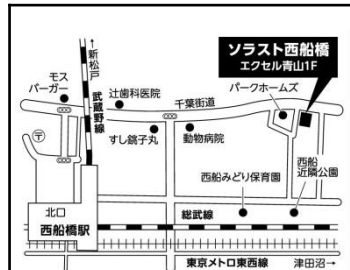 ソラスト西船橋
エクセル青山1F
↑新松戸
武蔵野線
モス
バーガー
辻歯科医院
千葉街道
パークホームズ
〒
すし銚子丸
動物病院
西船みどり保育園
西船
近隣公園
北口
西船橋駅
総武線
東京メトロ東西線
津田沼→